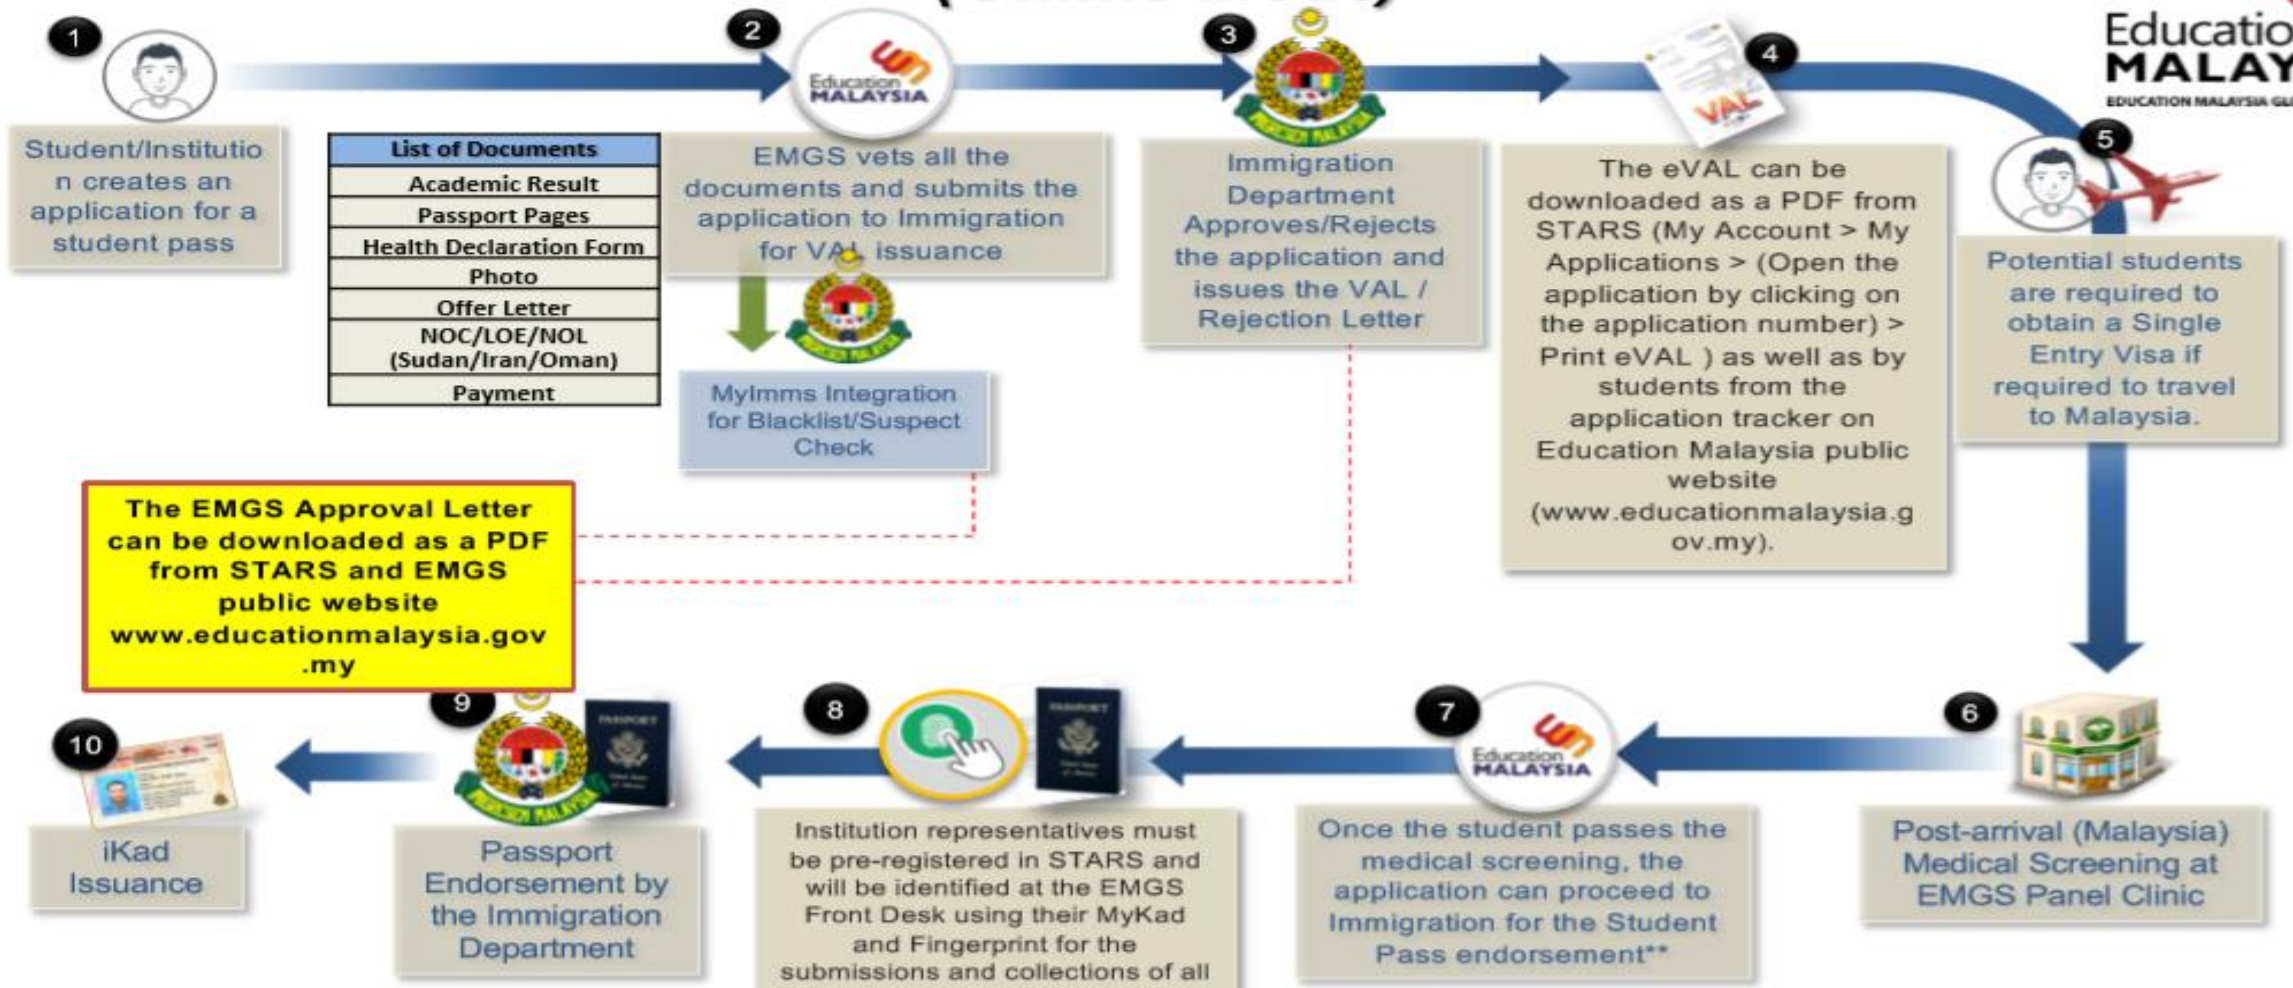 1
Student/Institutio
n creates an
application for a
student pass
List of Documents
Academic Result
Passport Pages
Health Declaration Form
Photo
Offer Letter
NOC/LOE/NOL
(Sudan/Iran/Oman)
Payment
2
Education
MALAYSIA
EMGS vets all the
documents and submits the
application to Immigration
for VAL issuance
MyImms Integration
for Blacklist/Suspect
Check
3
Immigration
Department
Approves/Rejects
the application and
issues the VAL /
Rejection Letter
4
VAL
The eVAL can be
downloaded as a PDF from
STARS (My Account > My
Applications > (Open the
application by clicking on
the application number) >
Print eVAL ) as well as by
students from the
application tracker on
Education Malaysia public
website
(www.educationmalaysia.g
ov.my).
Educatio
MALAY
EDUCATION MALAYSIA GL
5
Potential students
are required to
obtain a Single
Entry Visa if
required to travel
to Malaysia.
The EMGS Approval Letter
can be downloaded as a PDF
from STARS and EMGS
public website
www.educationmalaysia.gov
.my
6
Post-arrival (Malaysia)
Medical Screening at
EMGS Panel Clinic
7
Education
MALAYSIA
Once the student passes the
medical screening, the
application can proceed to
Immigration for the Student
Pass endorsement**
8
PASSPORT
Institution representatives must
be pre-registered in STARS and
will be identified at the EMGS
Front Desk using their MyKad
and Fingerprint for the
submissions and collections of all
9
PASSPORT
Passport
Endorsement by
the Immigration
Department
10
iKad
Issuance